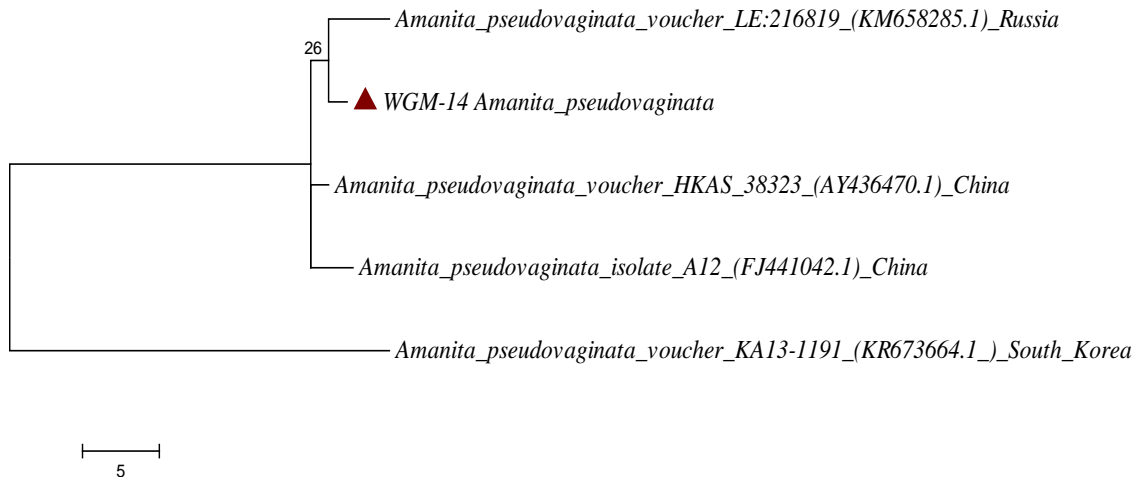 Amanita_pseudovaginata_voucher_LE:216819_(KM658285.1)_Russia
26
WGM-14 Amanita_pseudovaginata
Amanita_pseudovaginata_voucher_HKAS_38323_(AY436470.1)_China
Amanita_pseudovaginata_isolate_A12_(FJ441042.1)_China
Amanita_pseudovaginata_voucher_KA13-1191_(KR673664.1_)_South_Korea
5